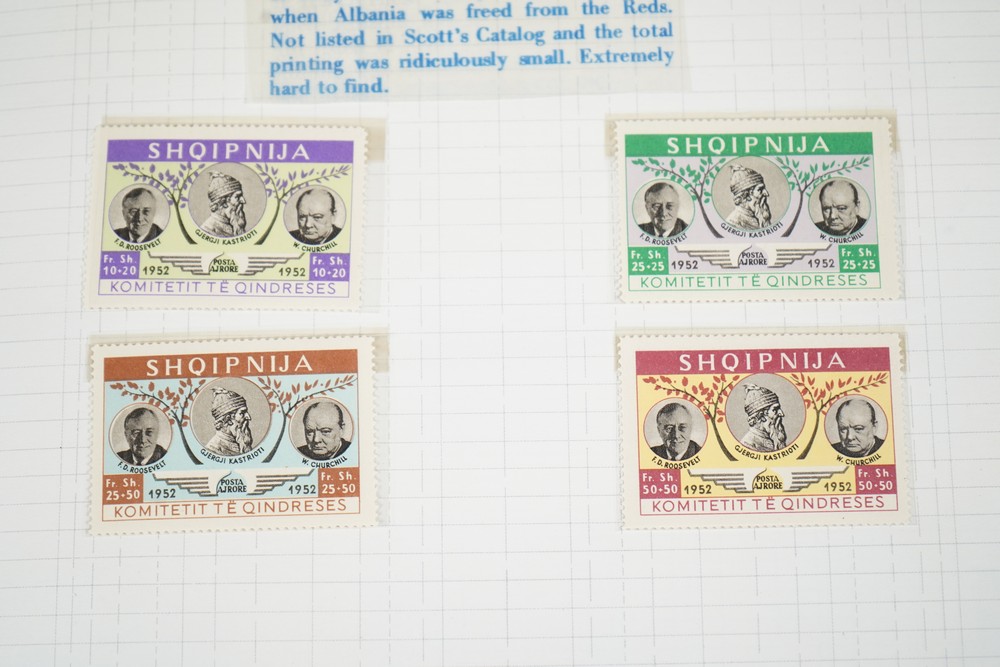 when Albania was freed from the Reds.
Not listed in Scott's Catalog and the total
printing was ridiculously small. Extremely
hard to find.
SHQIPNIJA
F.D. ROOSEVELT
GJERGJI KASTRIOTI
W. CHURCHILL
Fr. Sh.
10+20
1952
POSTA
AJRORE
1952
Fr. Sh.
10+20
KOMITETIT TË QINDRESES
SHQIPNIJA
F.D. ROOSEVELT
GJERGJI KASTRIOTI
W. CHURCHILL
Fr. Sh.
25+25
1952
POSTA
AJRORE
1952
Fr. Sh.
25+25
KOMITETIT TË QINDRESES
SHQIPNIJA
F.D. ROOSEVELT
GJERGJI KASTRIOTI
W. CHURCHILL
Fr. Sh.
25+50
1952
POSTA
AJRORE
1952
Fr. Sh.
25+50
KOMITETIT TË QINDRESES
SHQIPNIJA
F.D. ROOSEVELT
GJERGJI KASTRIOTI
W. CHURCHILL
Fr. Sh.
50+50
1952
POSTA
AJRORE
1952
Fr. Sh.
50+50
KOMITETIT TË QINDRESES